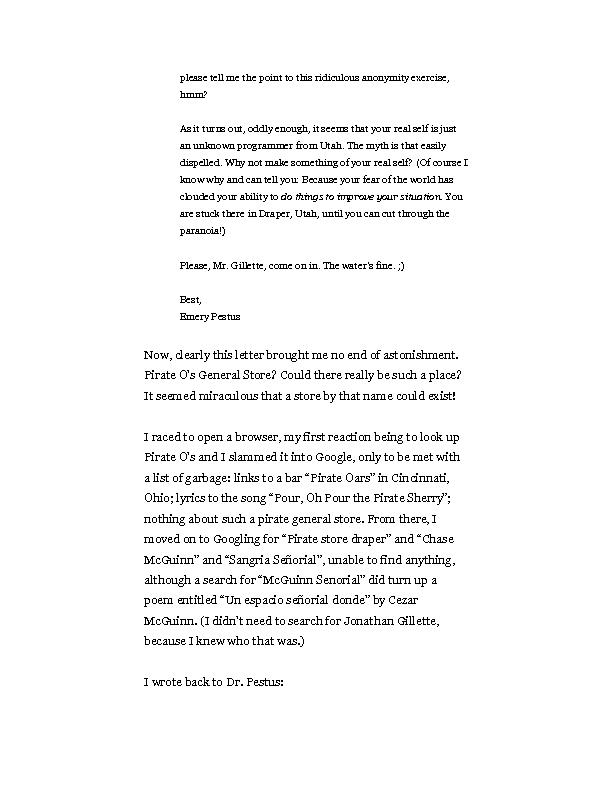 please tell me the point to this ridiculous anonymity exercise,
hmm?
As it turns out, oddly enough, it seems that your real self is just
an unknown programmer from Utah. The myth is that easily
dispelled. Why not make something of your real self? (Of course I
know why and can tell you: Because your fear of the world has
clouded your ability to do things to improve your situation. You
are stuck there in Draper, Utah, until you can cut through the
paranoia!)
Please, Mr. Gillette, come on in. The water's fine. ;)
Best,
Emery Pestus
Now, clearly this letter brought me no end of astonishment.
Pirate O's General Store? Could there really be such a place?
It seemed miraculous that a store by that name could exist!
I raced to open a browser, my first reaction being to look up
Pirate O's and I slammed it into Google, only to be met with
a list of garbage: links to a bar “Pirate Oars” in Cincinnati,
Ohio; lyrics to the song “Pour, Oh Pour the Pirate Sherry”;
nothing about such a pirate general store. From there, I
moved on to Googling for “Pirate store draper” and “Chase
McGuinn” and “Sangria Señorial”, unable to find anything,
although a search for “McGuinn Senorial” did turn up a
poem entitled “Un espacio señorial donde” by Cezar
McGuinn. (I didn't need to search for Jonathan Gillette,
because I knew who that was.)
I wrote back to Dr. Pestus: